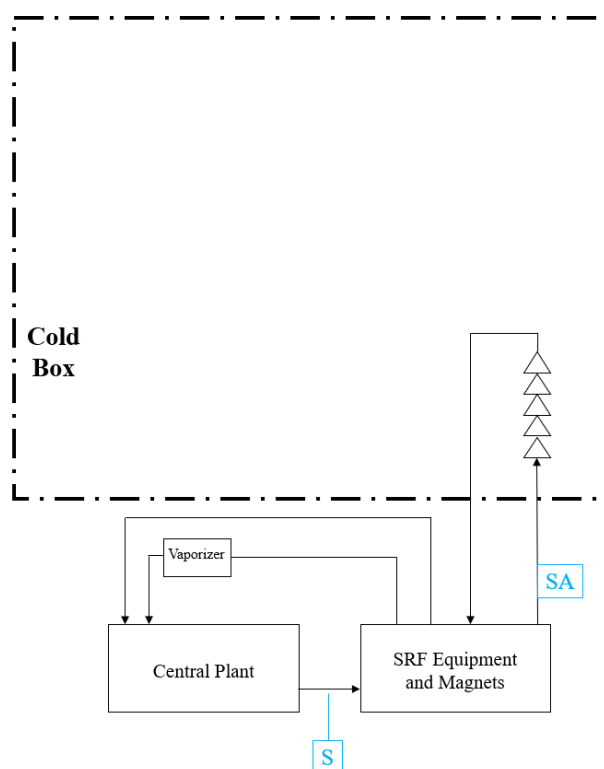 Cold
Box
Vaporizer
SA
Central Plant
SRF Equipment
and Magnets
S